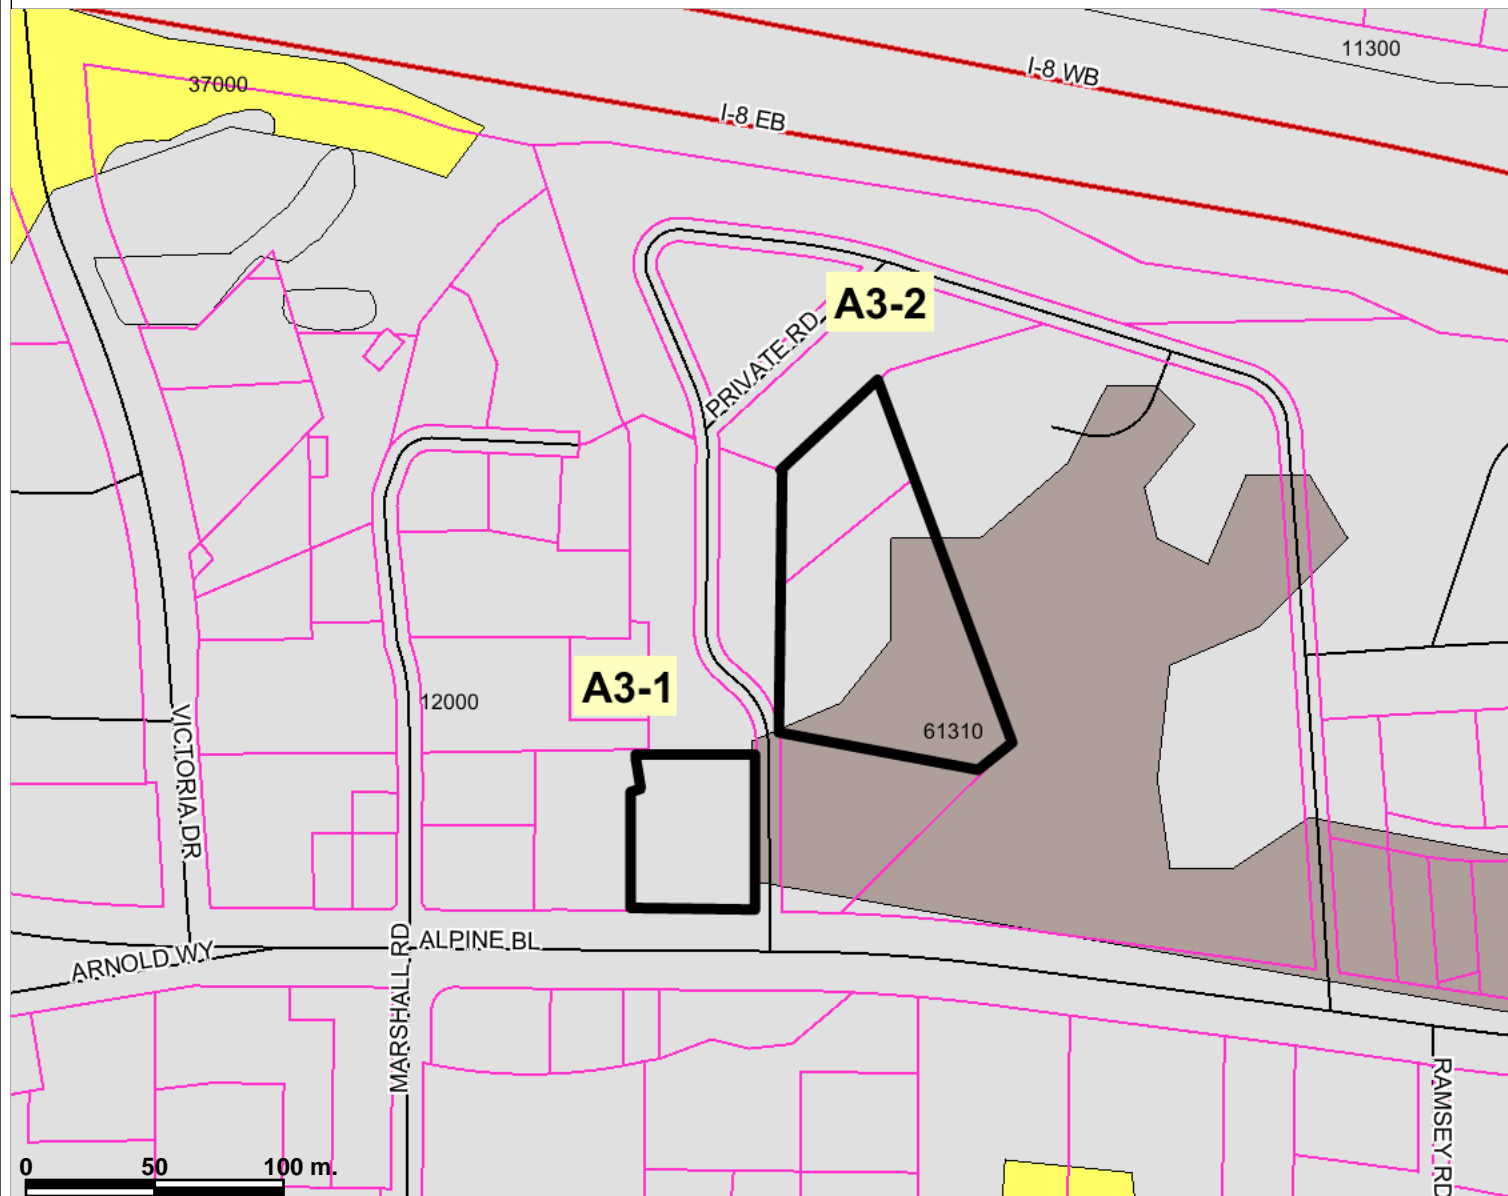 11300
I-8 WB
37000
I-8 EB
A3-2
PRIVATE RD
A3-1
12000
61310
VICTORIA DR
ALPINE BL
ARNOLD WY
MARSHALL RD
RAMSEY RD
0 50 100 m.